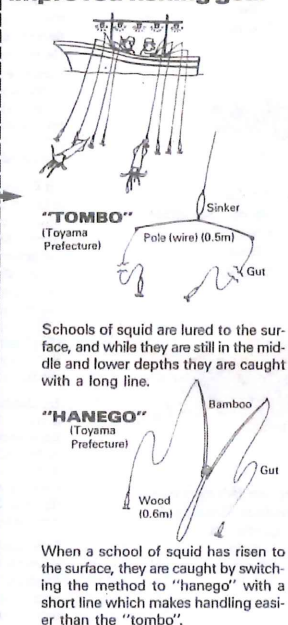 "TOMBO"
(Toyama
Prefecture)
Sinker
Pole (wire) (0.5m)
Gut
Schools of squid are lured to the sur-
face, and while they are still in the mid-
dle and lower depths they are caught
with a long line.
"HANEGO"
(Toyama
Prefecture)
Bamboo
Gut
Wood
(0.6m)
When a school of squid has risen to
the surface, they are caught by switch-
ing the method to "hanego" with a
short line which makes handling easi-
er than the "tombo".